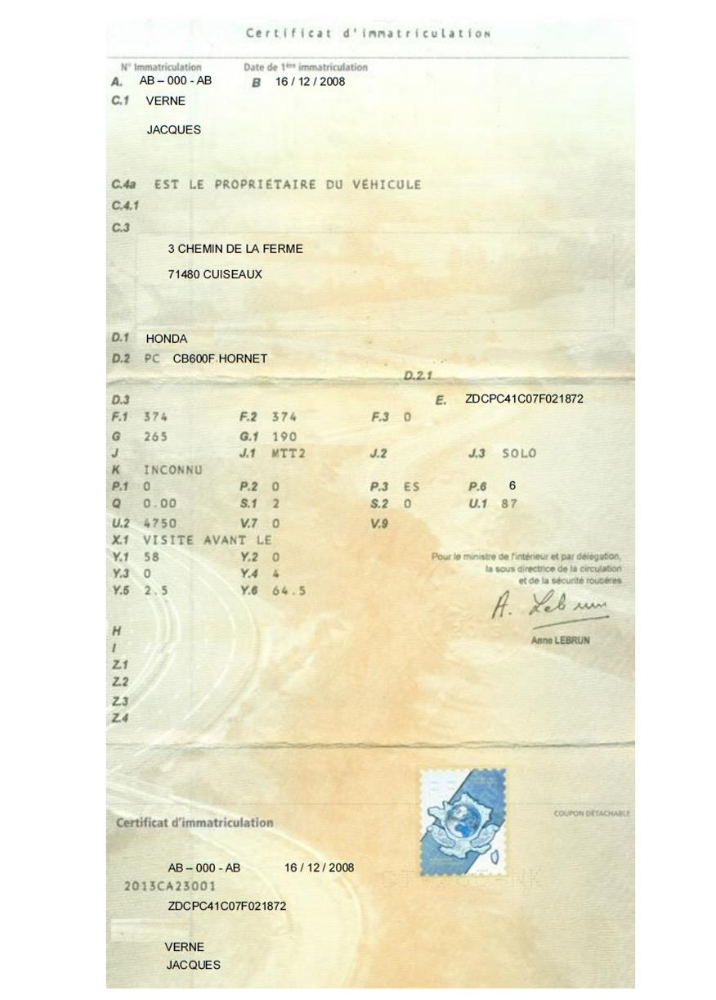 Certificat d'immatriculation
N° Immatriculation Date de 1ère immatriculation
A. AB – 000 - AB B 16 / 12 / 2008
C.1 VERNE
JACQUES
C.4a EST LE PROPRIÉTAIRE DU VÉHICULE
C.4.1
C.3
3 CHEMIN DE LA FERME
71480 CUISEAUX
D.1 HONDA
D.2 PC CB600F HORNET
D.2.1
D.3 E. ZDCPC41C07F021872
F.1 374 F.2 374 F.3 0
G 265 G.1 190
J J.1 MTT2 J.2 J.3 SOLO
K INCONNU
P.1 0 P.2 0 P.3 ES P.6 6
Q 0.00 S.1 2 S.2 0 U.1 87
U.2 4750 V.7 0 V.9
X.1 VISITE AVANT LE
Y.1 58 Y.2 0
Y.3 0 Y.4 4
Y.5 2.5 Y.6 64.5
Pour le ministre de l'intérieur et par délégation,
la sous directrice de la circulation
et de la sécurité routières
A. Lebrun
Anne LEBRUN
H
I
Z.1
Z.2
Z.3
Z.4
COUPON DÉTACHABLE
Certificat d'immatriculation
AB – 000 - AB 16 / 12 / 2008
2013CA23001
ZDCPC41C07F021872
VERNE
JACQUES